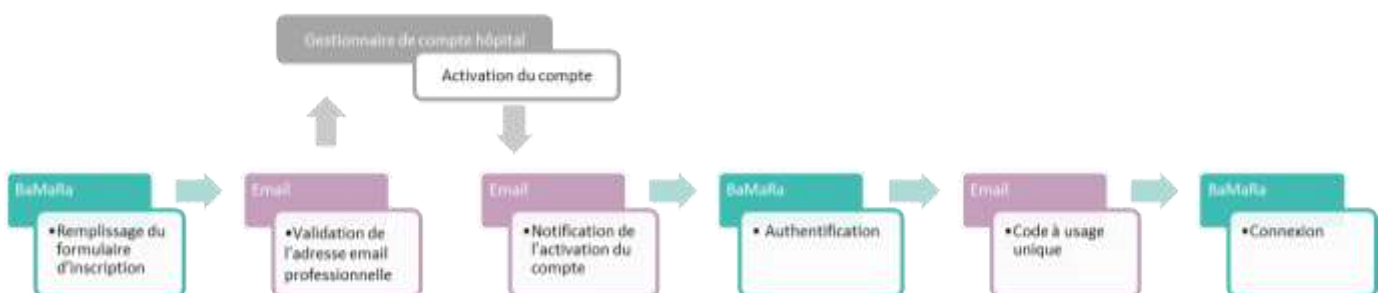 Gestionnaire de compte hôpital
Activation du compte
BaMaRa
•Remplissage du
formulaire
d'inscription
Email
•Validation de
l'adresse email
professionnelle
Email
•Notification de
l'activation du
compte
BaMaRa
• Authentification
Email
•Code à usage
unique
BaMaRa
•Connexion